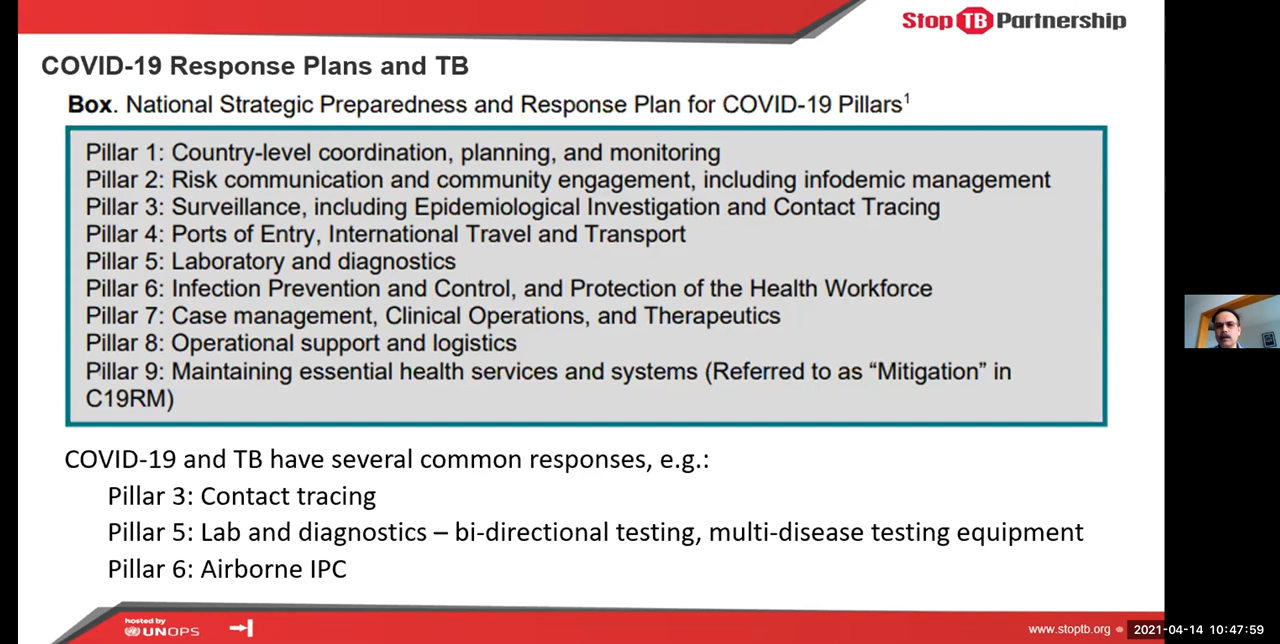 Stop TB Partnership
COVID-19 Response Plans and TB
Box. National Strategic Preparedness and Response Plan for COVID-19 Pillars¹
Pillar 1: Country-level coordination, planning, and monitoring
Pillar 2: Risk communication and community engagement, including infodemic management
Pillar 3: Surveillance, including Epidemiological Investigation and Contact Tracing
Pillar 4: Ports of Entry, International Travel and Transport
Pillar 5: Laboratory and diagnostics
Pillar 6: Infection Prevention and Control, and Protection of the Health Workforce
Pillar 7: Case management, Clinical Operations, and Therapeutics
Pillar 8: Operational support and logistics
Pillar 9: Maintaining essential health services and systems (Referred to as “Mitigation” in
C19RM)
COVID-19 and TB have several common responses, e.g.:
Pillar 3: Contact tracing
Pillar 5: Lab and diagnostics – bi-directional testing, multi-disease testing equipment
Pillar 6: Airborne IPC
hosted by
UNOPS
www.stoptb.org
2021-04-14 10:47:59